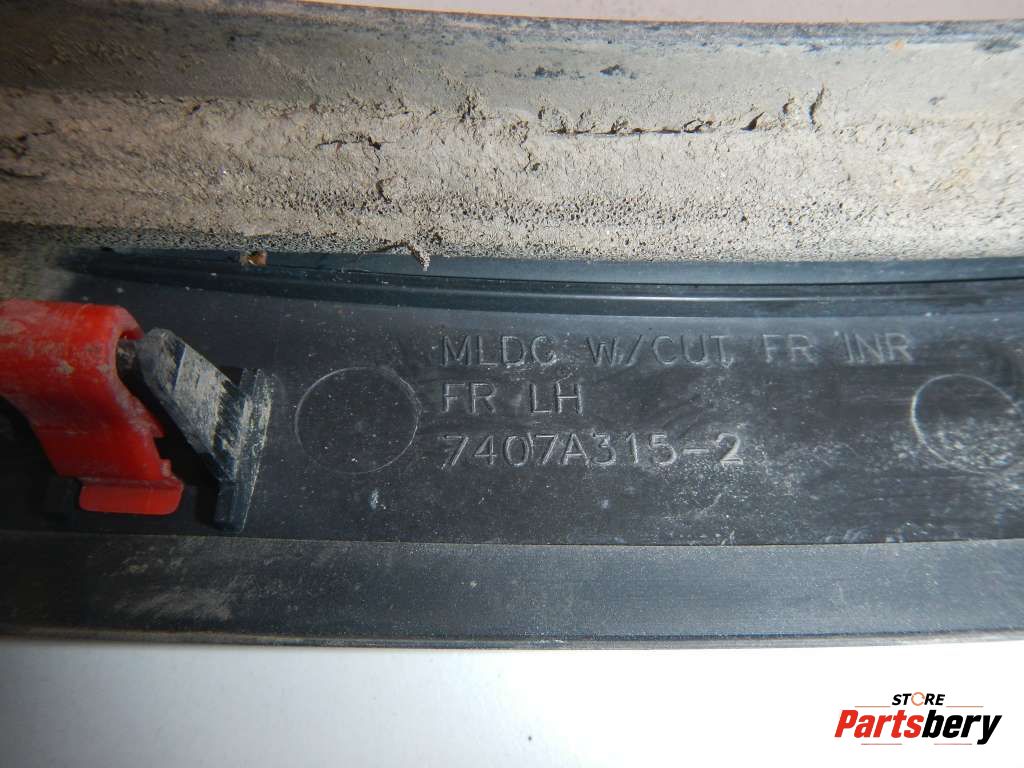 MLDG W/CUT FR INR
FR LH
7407A315-2
STORE
Partsbery